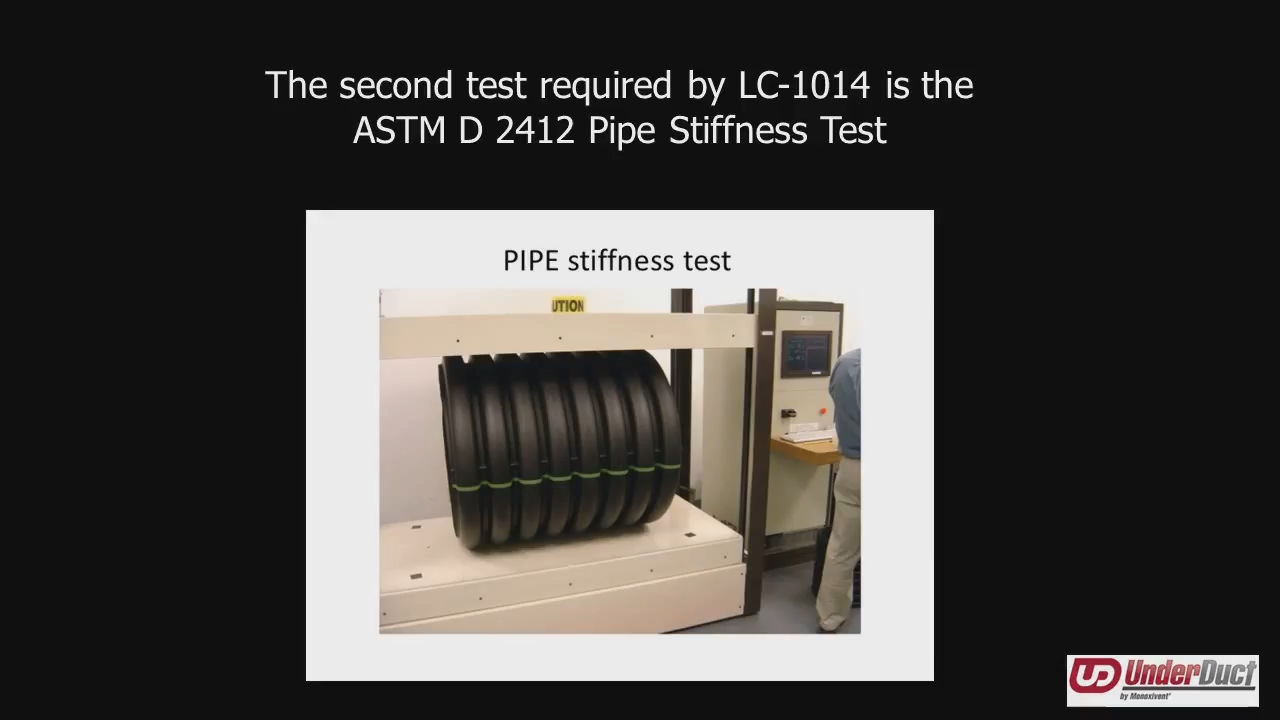 The second test required by LC-1014 is the
ASTM D 2412 Pipe Stiffness Test
PIPE stiffness test
UTION
UnderDuct
by Monoxivent